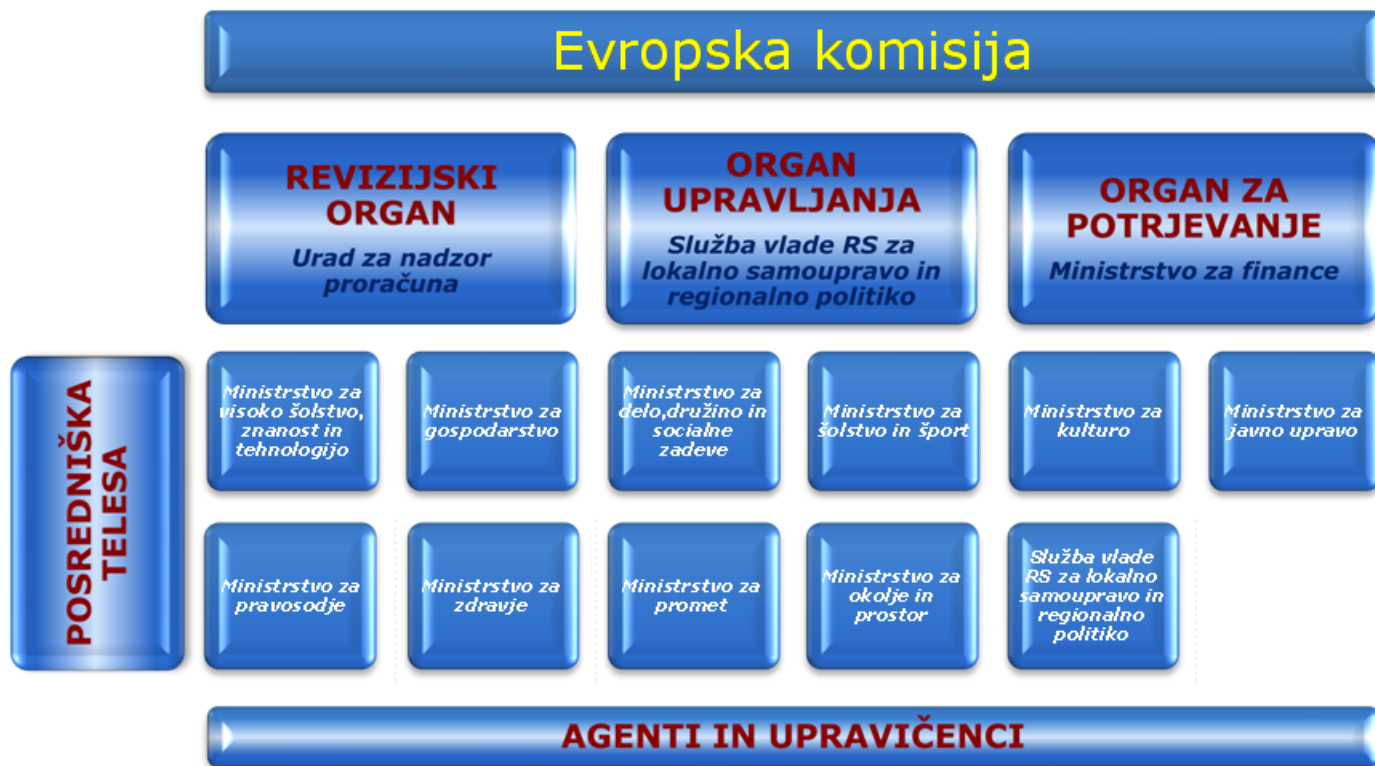 Evropska komisija
REVIZIJSKI
ORGAN
Urad za nadzor
proračuna
ORGAN
UPRAVLJANJA
Služba vlade RS za
lokalno samoupravo in
regionalno politiko
ORGAN ZA
POTRJEVANJE
Ministrstvo za finance
POSREDNIŠKA
TELESA
Ministrstvo za
visoko šolstvo,
znanost in
tehnologijo
Ministrstvo za
gospodarstvo
Ministrstvo za
delo,družino in
socialne
zadeve
Ministrstvo za
šolstvo in šport
Ministrstvo za
kulturo
Ministrstvo za
javno upravo
Ministrstvo za
pravosodje
Ministrstvo za
zdravje
Ministrstvo za
promet
Ministrstvo za
okolje in
prostor
Služba vlade
RS za lokalno
samoupravo in
regionalno
politiko
AGENTI IN UPRAVIČENCI